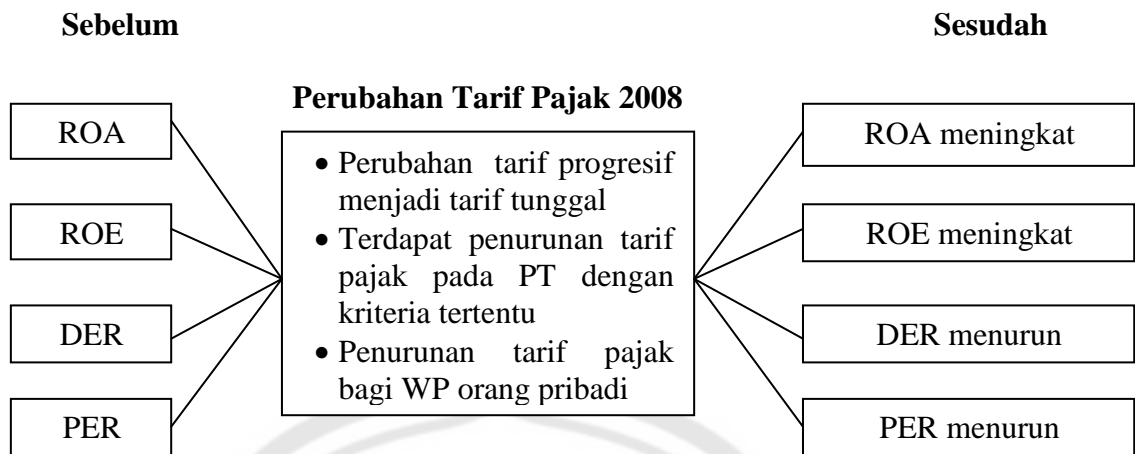 Sebelum
Sesudah
Perubahan Tarif Pajak 2008
ROA
ROE
DER
PER
• Perubahan tarif progresif
menjadi tarif tunggal
• Terdapat penurunan tarif
pajak pada PT dengan
kriteria tertentu
• Penurunan tarif pajak
bagi WP orang pribadi
ROA meningkat
ROE meningkat
DER menurun
PER menurun